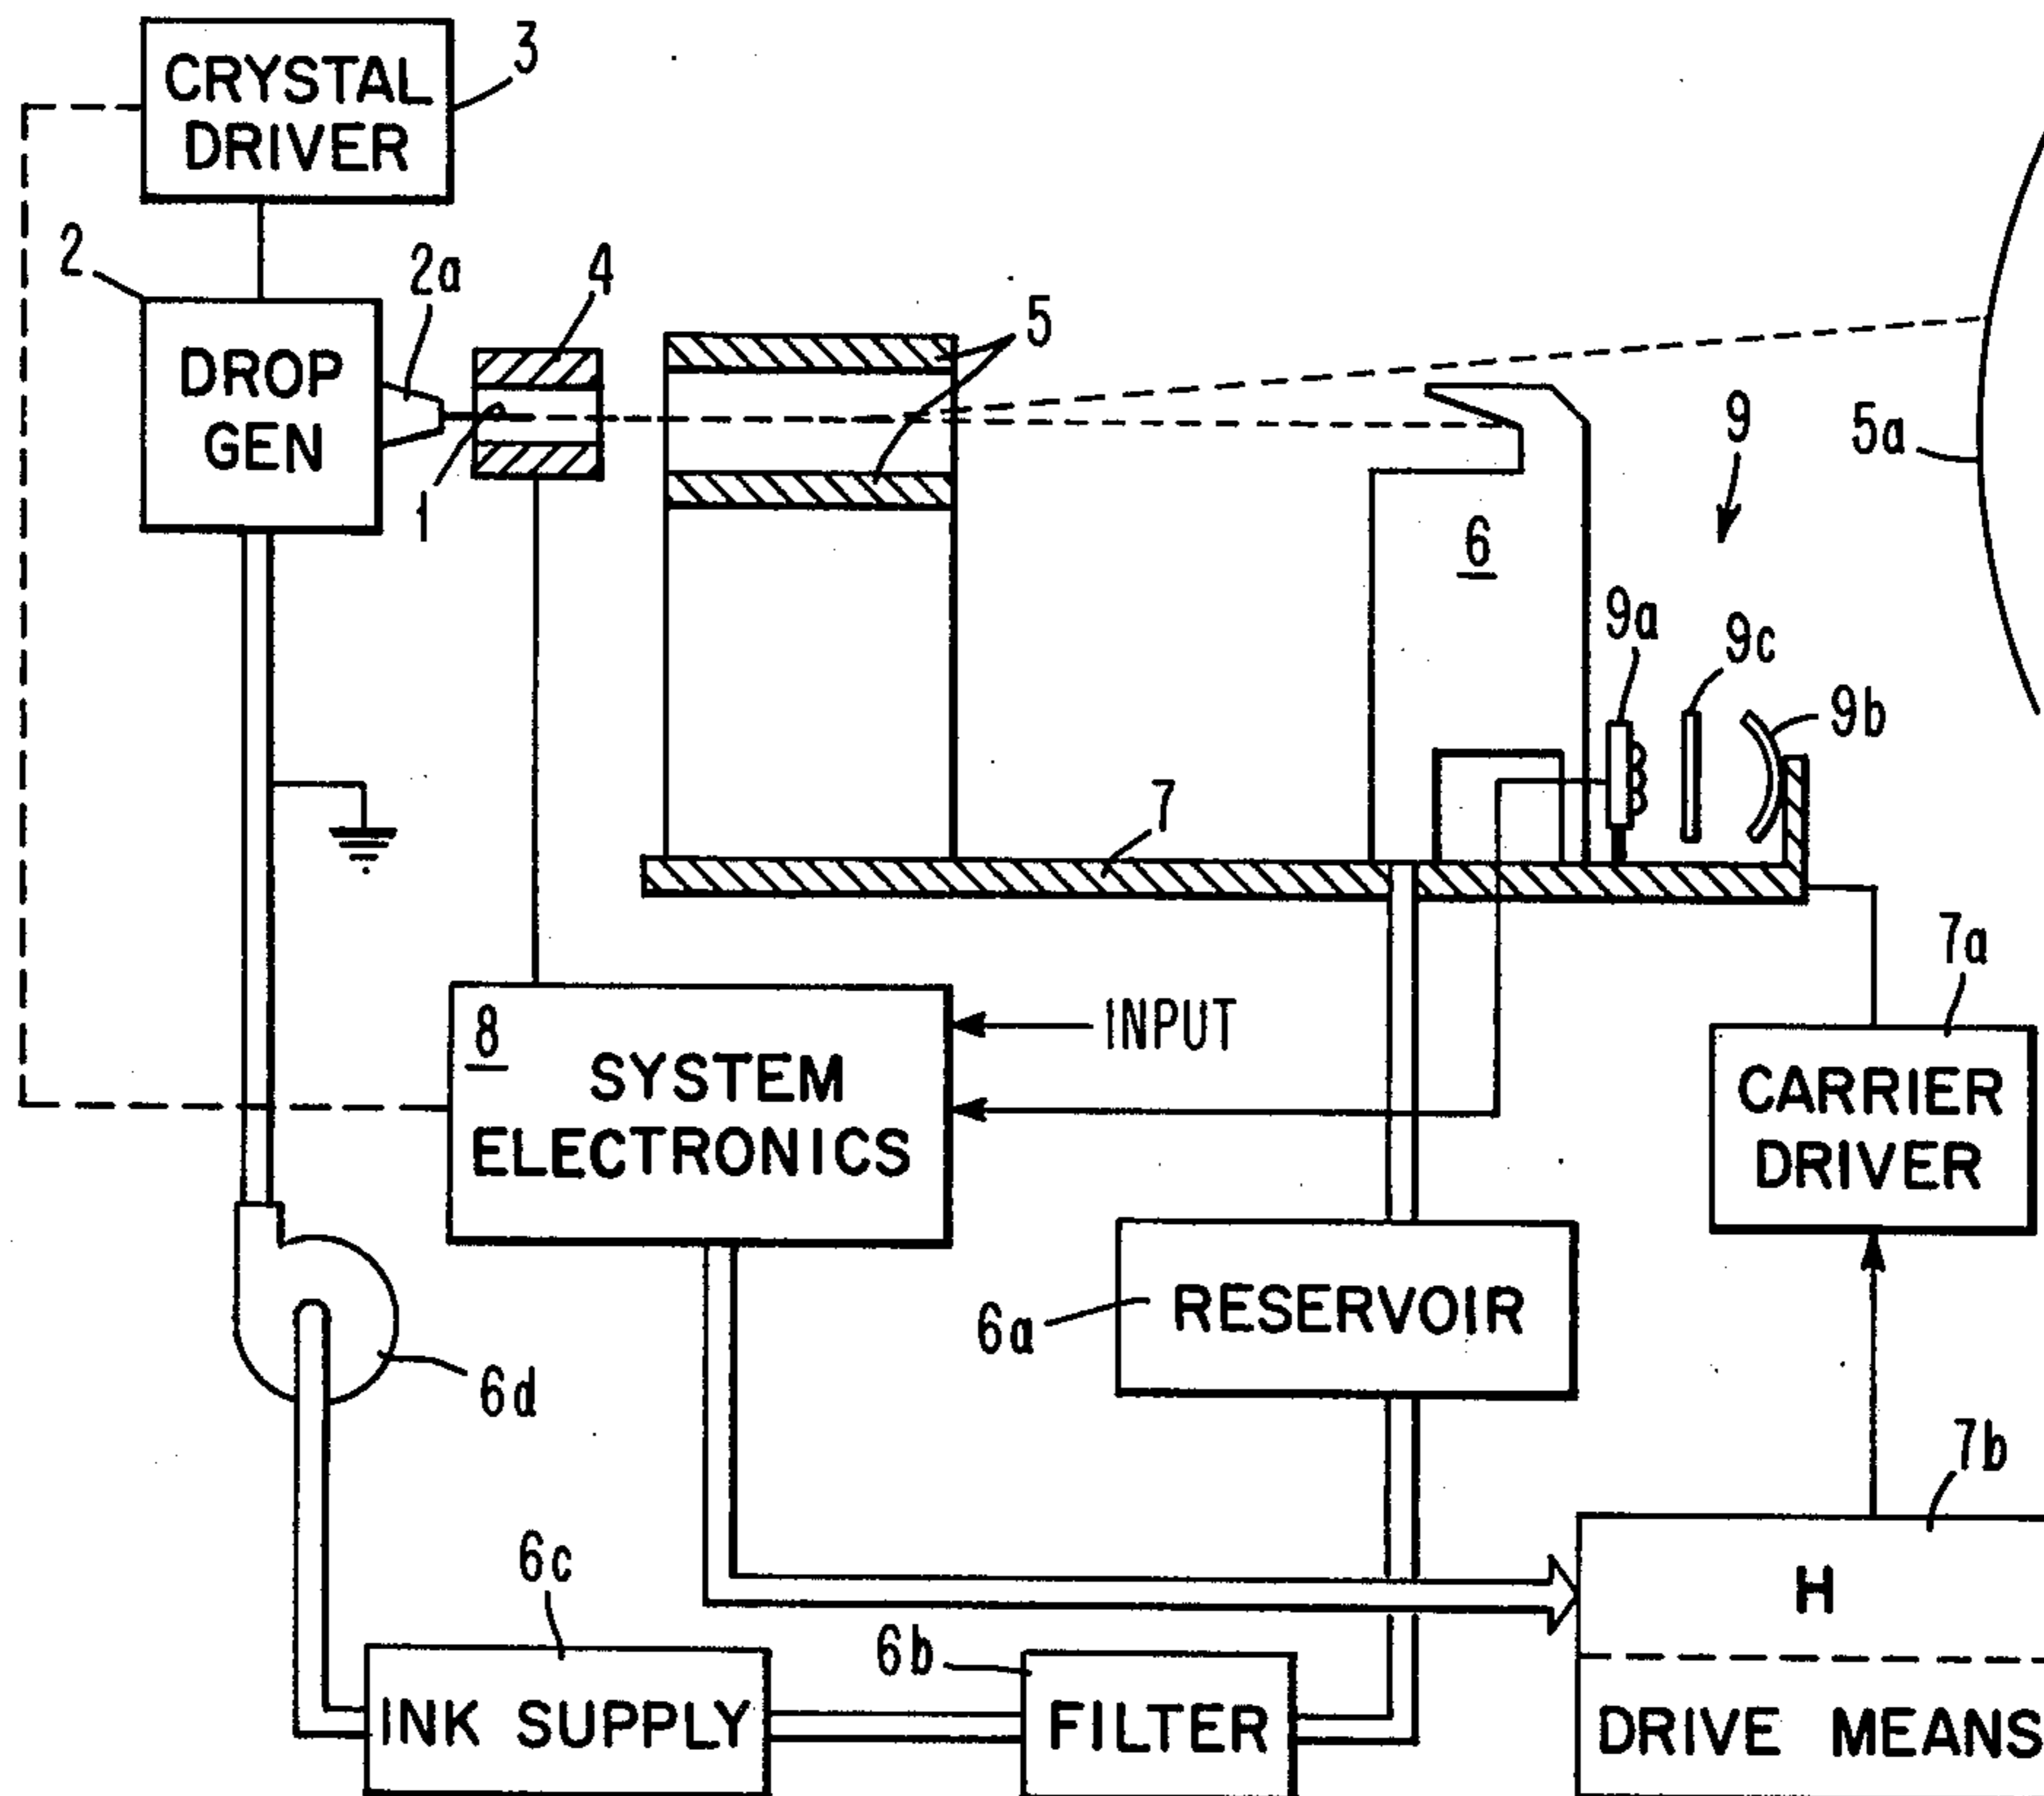 CRYSTAL
DRIVER
3
2
2a
4
5
DROP
GEN
1
9
5a
6
9a
9c
9b
7
7a
8
SYSTEM
ELECTRONICS
INPUT
CARRIER
DRIVER
6a
RESERVOIR
6d
7b
6c
H
6b
INK SUPPLY
FILTER
DRIVE MEANS